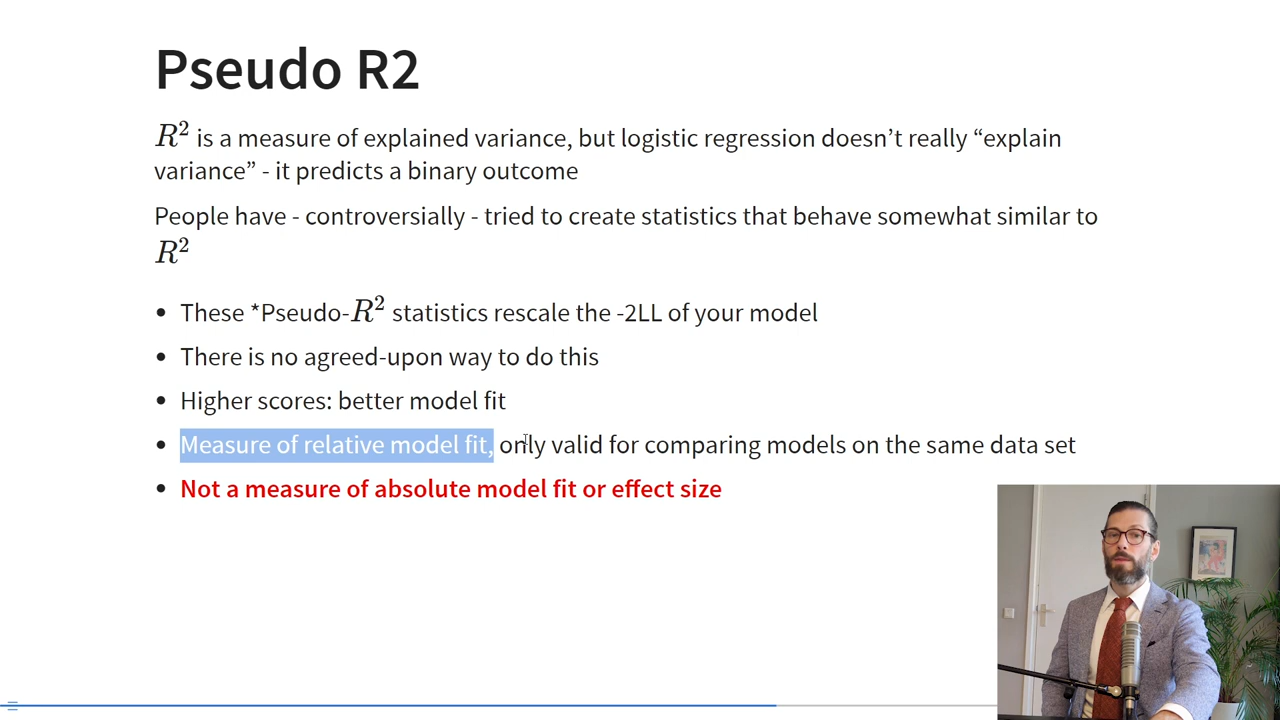 Pseudo R2
R² is a measure of explained variance, but logistic regression doesn’t really “explain
variance” - it predicts a binary outcome
People have - controversially - tried to create statistics that behave somewhat similar to
R²
• These *Pseudo-R² statistics rescale the -2LL of your model
• There is no agreed-upon way to do this
• Higher scores: better model fit
• Measure of relative model fit, only valid for comparing models on the same data set
• Not a measure of absolute model fit or effect size